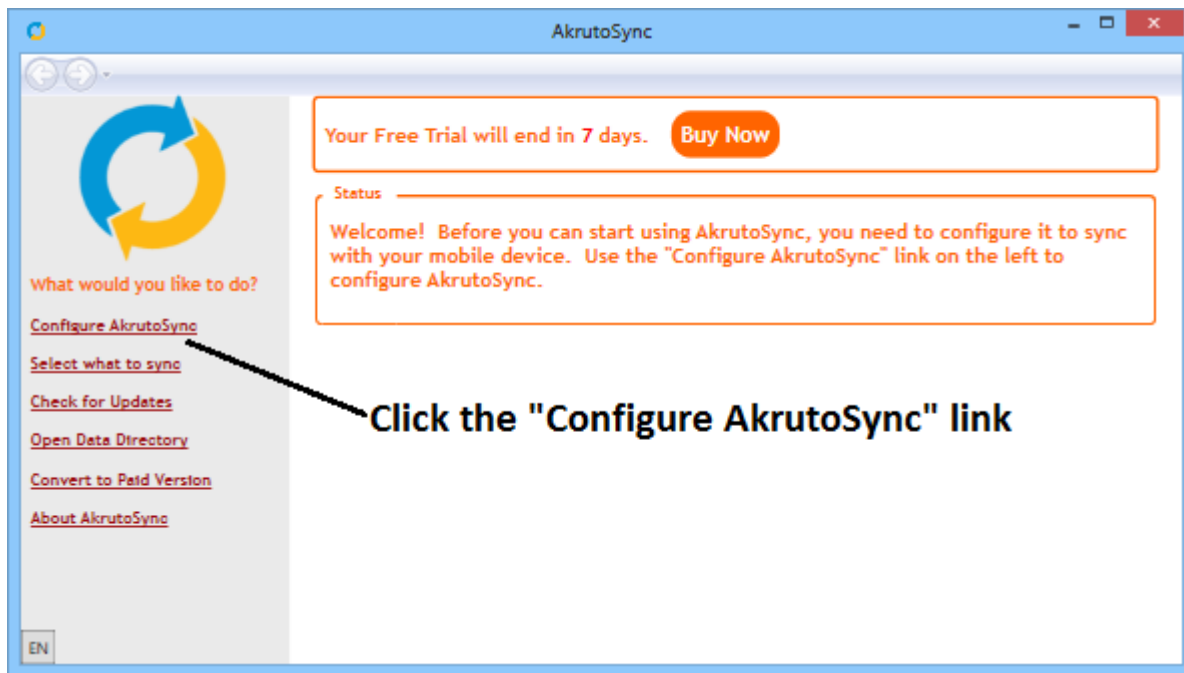 AkrutoSync
Your Free Trial will end in 7 days. Buy Now
Status
Welcome! Before you can start using AkrutoSync, you need to configure it to sync
with your mobile device. Use the "Configure AkrutoSync" link on the left to
configure AkrutoSync.
What would you like to do?
Configure AkrutoSync
Select what to sync
Check for Updates
Open Data Directory
Convert to Paid Version
About AkrutoSync
Click the "Configure AkrutoSync" link
EN